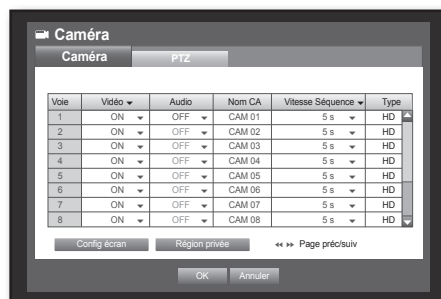 Caméra
Caméra PTZ
Voie Vidéo Audio Nom CA Vitesse Séquence Type
1 ON OFF CAM 01 5 s HD
2 ON OFF CAM 02 5 s HD
3 ON OFF CAM 03 5 s HD
4 ON OFF CAM 04 5 s HD
5 ON OFF CAM 05 5 s HD
6 ON OFF CAM 06 5 s HD
7 ON OFF CAM 07 5 s HD
8 ON OFF CAM 08 5 s HD
Config écran Région privée Page préc/suiv
OK Annuler